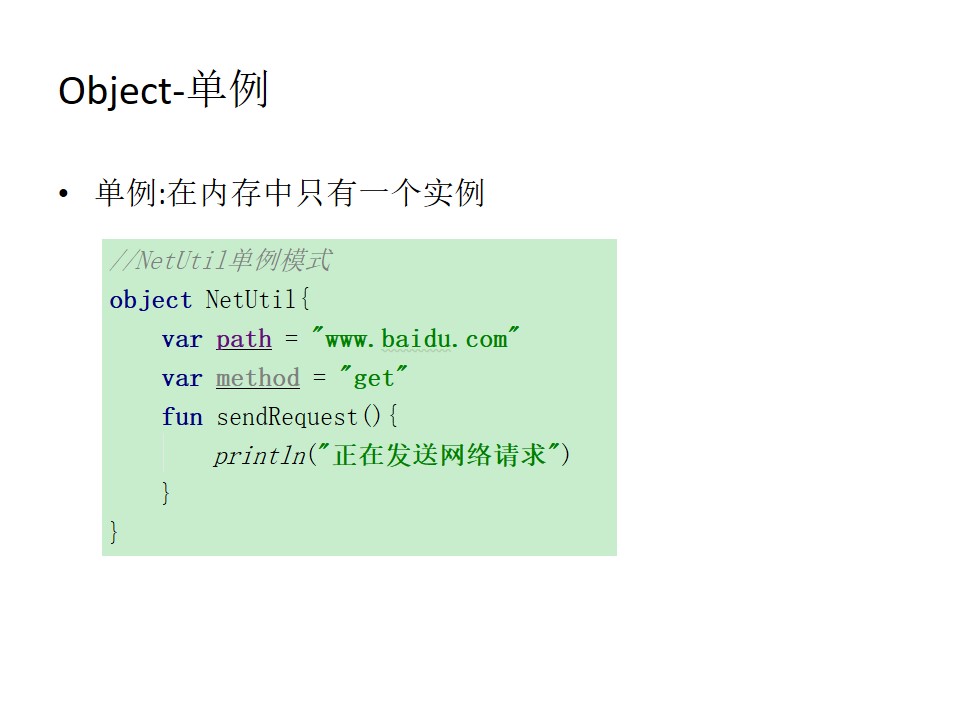 Object-单例
• 单例:在内存中只有一个实例
//NetUtil单例模式
object NetUtil{
    var path = "www.baidu.com"
    var method = "get"
    fun sendRequest(){
        println("正在发送网络请求")
    }
}